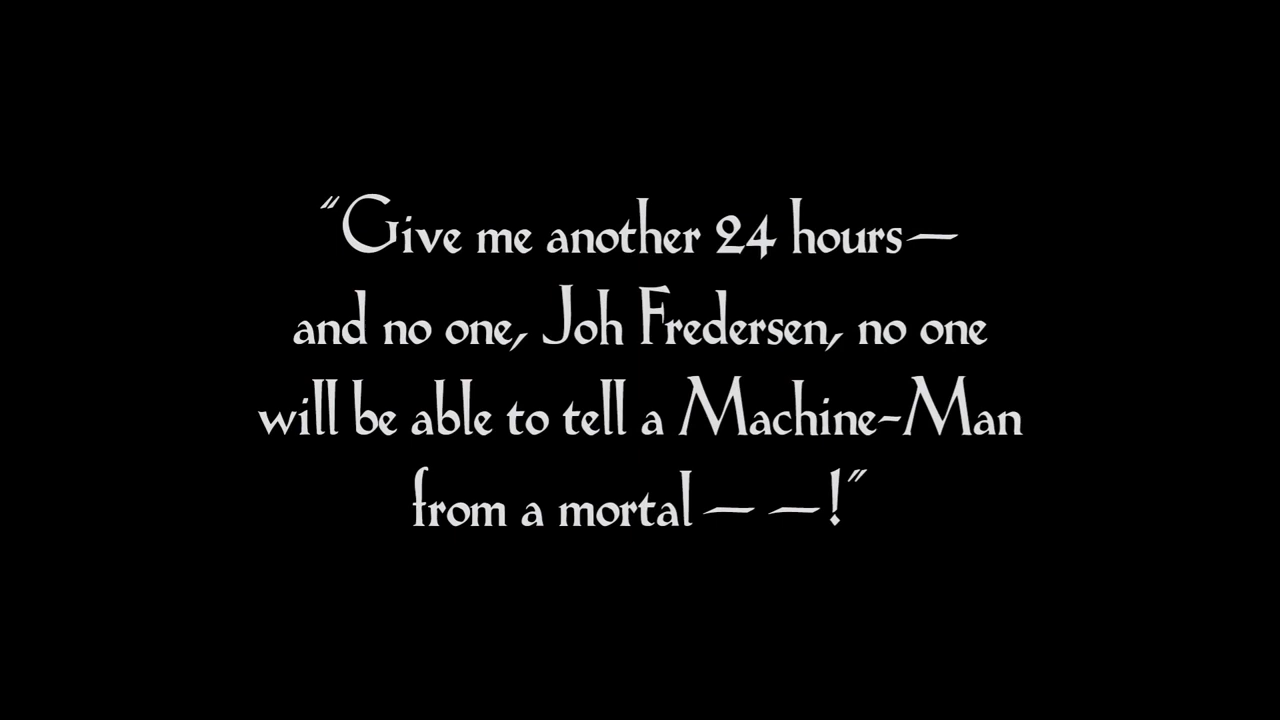 “Give me another 24 hours—
and no one, Joh Fredersen, no one
will be able to tell a Machine-Man
from a mortal — —!”